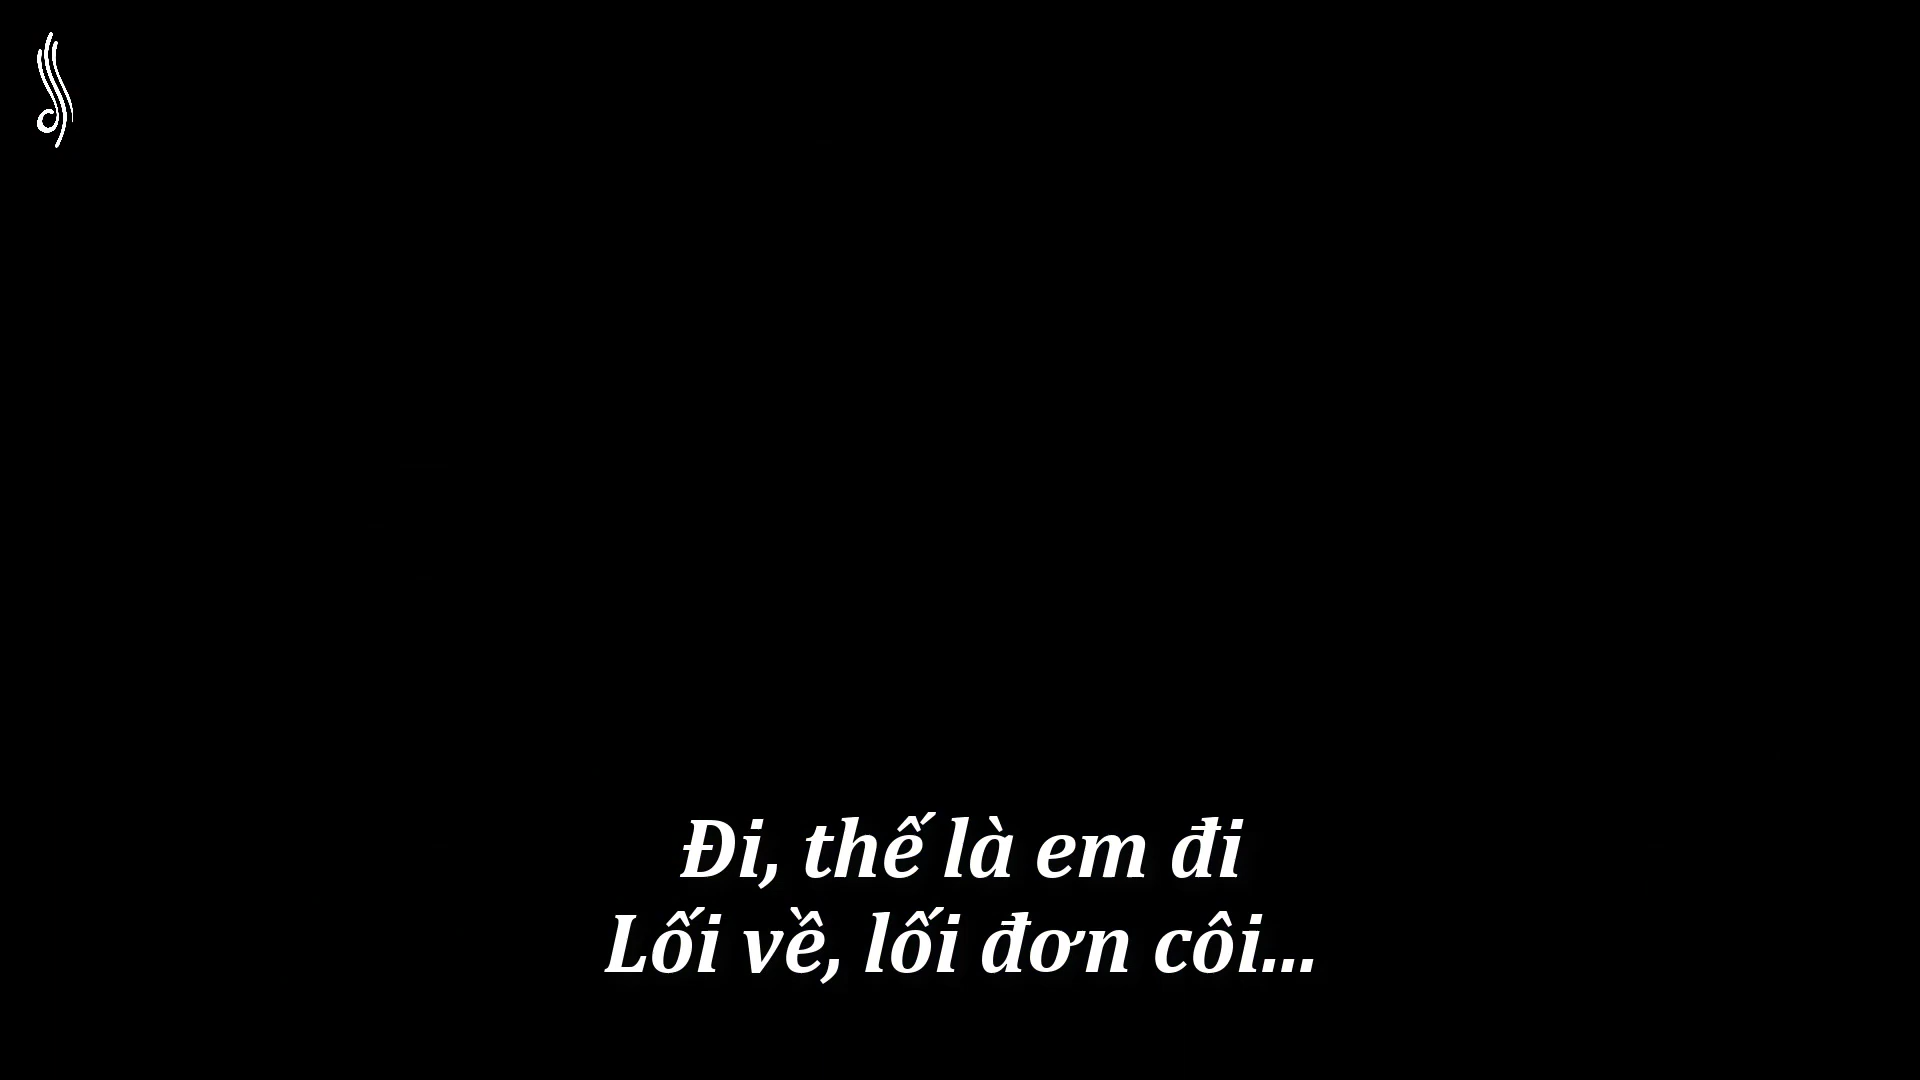 Đi, thế là em đi
Lối về, lối đơn côi...